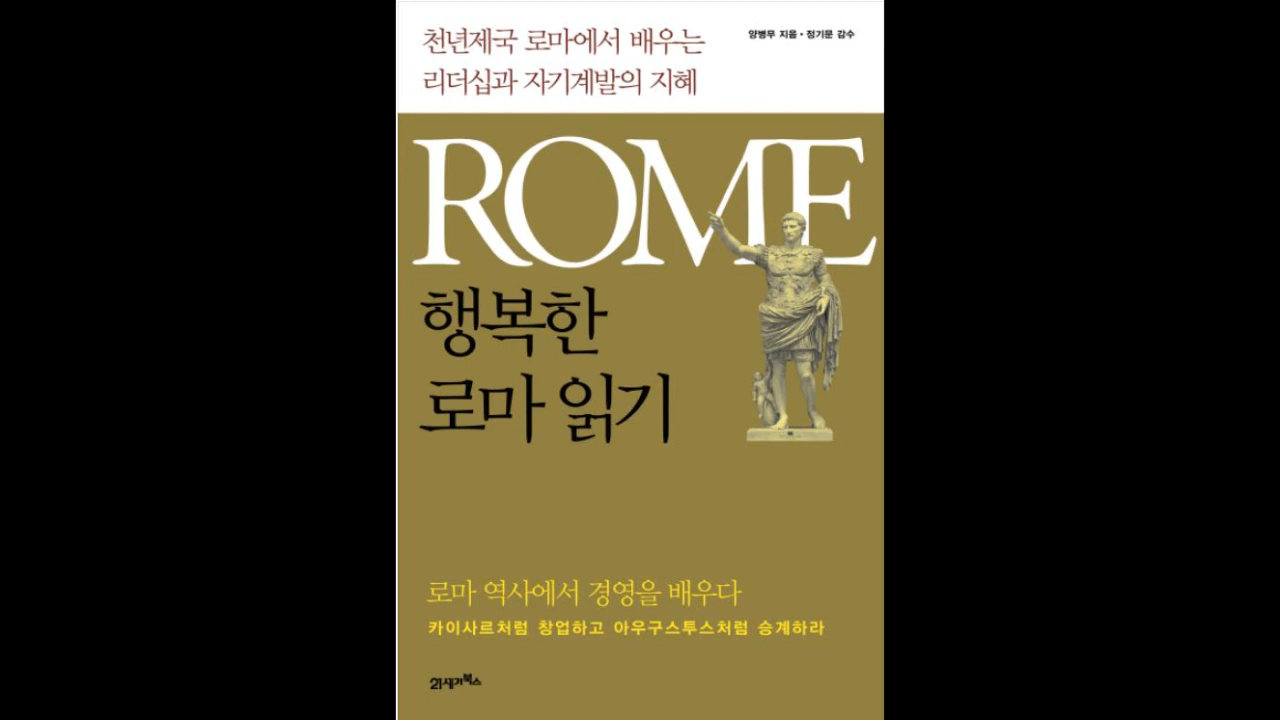 천년제국 로마에서 배우는
리더십과 자기계발의 지혜
양병무 지음 • 정기문 감수
ROME
행복한
로마 읽기
로마 역사에서 경영을 배우다
카이사르처럼 창업하고 아우구스투스처럼 승계하라
21세기북스